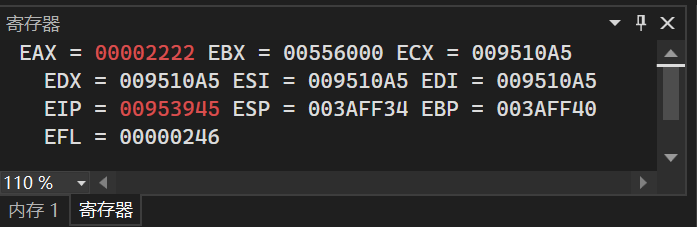 寄存器
EAX = 00002222 EBX = 00556000 ECX = 009510A5
EDX = 009510A5 ESI = 009510A5 EDI = 009510A5
EIP = 00953945 ESP = 003AFF34 EBP = 003AFF40
EFL = 00000246
110 %
内存 1 寄存器